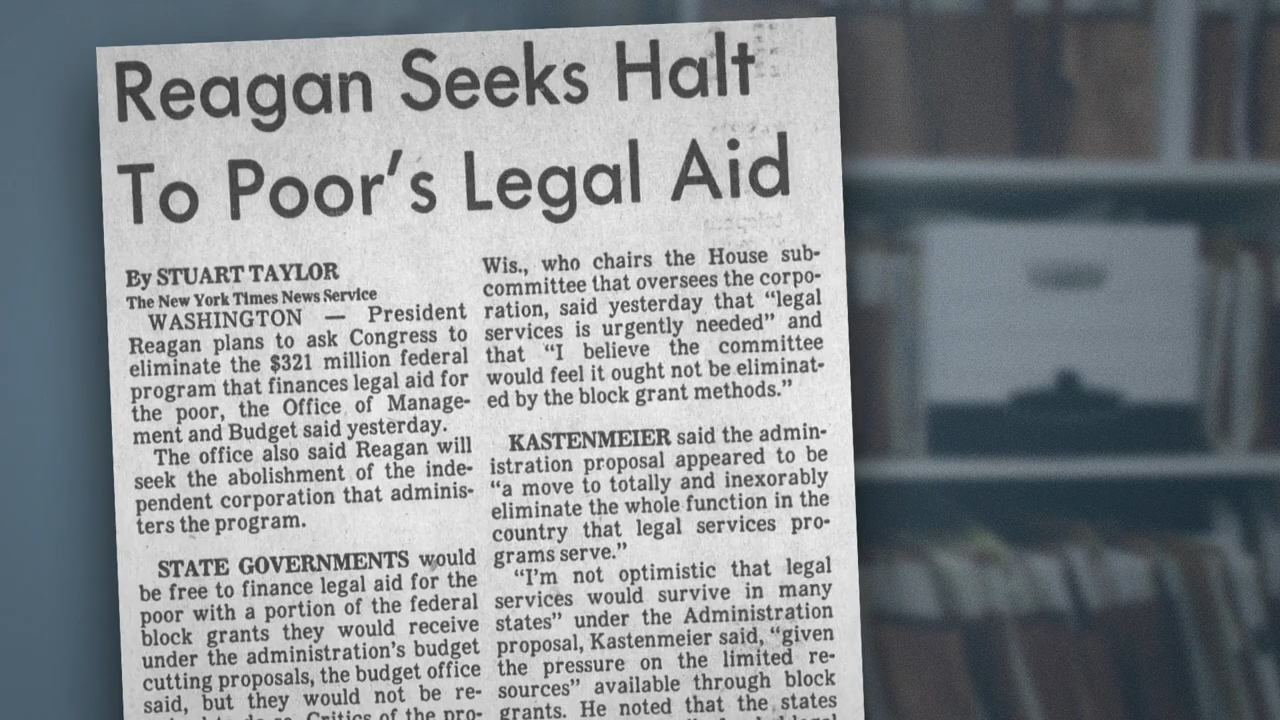 Reagan Seeks Halt
To Poor's Legal Aid
By STUART TAYLOR
The New York Times News Service
WASHINGTON — President
Reagan plans to ask Congress to
eliminate the $321 million federal
program that finances legal aid for
the poor, the Office of Manage-
ment and Budget said yesterday.
The office also said Reagan will
seek the abolishment of the inde-
pendent corporation that adminis-
ters the program.
STATE GOVERNMENTS would
be free to finance legal aid for the
poor with a portion of the federal
block grants they would receive
under the administration's budget
cutting proposals, the budget office
said, but they would not be re-
Critics of the pro-
Wis., who chairs the House sub-
committee that oversees the corpo-
ration, said yesterday that "legal
services is urgently needed" and
that "I believe the committee
would feel it ought not be eliminat-
ed by the block grant methods."
KASTENMEIER said the admin-
istration proposal appeared to be
"a move to totally and inexorably
eliminate the whole function in the
country that legal services pro-
grams serve."
"I'm not optimistic that legal
services would survive in many
states" under the Administration
proposal, Kastenmeier said, "given
the pressure on the limited re-
sources" available through block
grants. He noted that the states